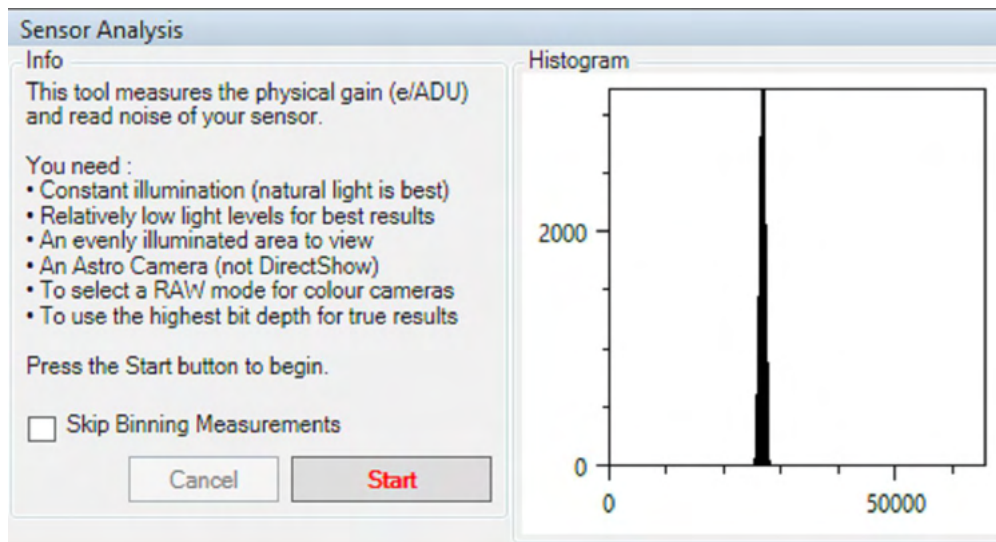 Sensor Analysis
Info
This tool measures the physical gain (e/ADU)
and read noise of your sensor.
You need :
• Constant illumination (natural light is best)
• Relatively low light levels for best results
• An evenly illuminated area to view
• An Astro Camera (not DirectShow)
• To select a RAW mode for colour cameras
• To use the highest bit depth for true results
Press the Start button to begin.
Skip Binning Measurements
Cancel
Start
Histogram
2000
0
0
50000